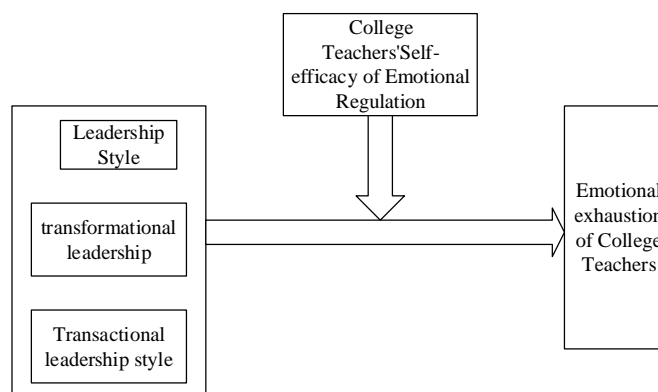 College
Teachers'Self-
efficacy of Emotional
Regulation
Leadership
Style
transformational
leadership
Transactional
leadership style
Emotional
exhaustion
of College
Teachers